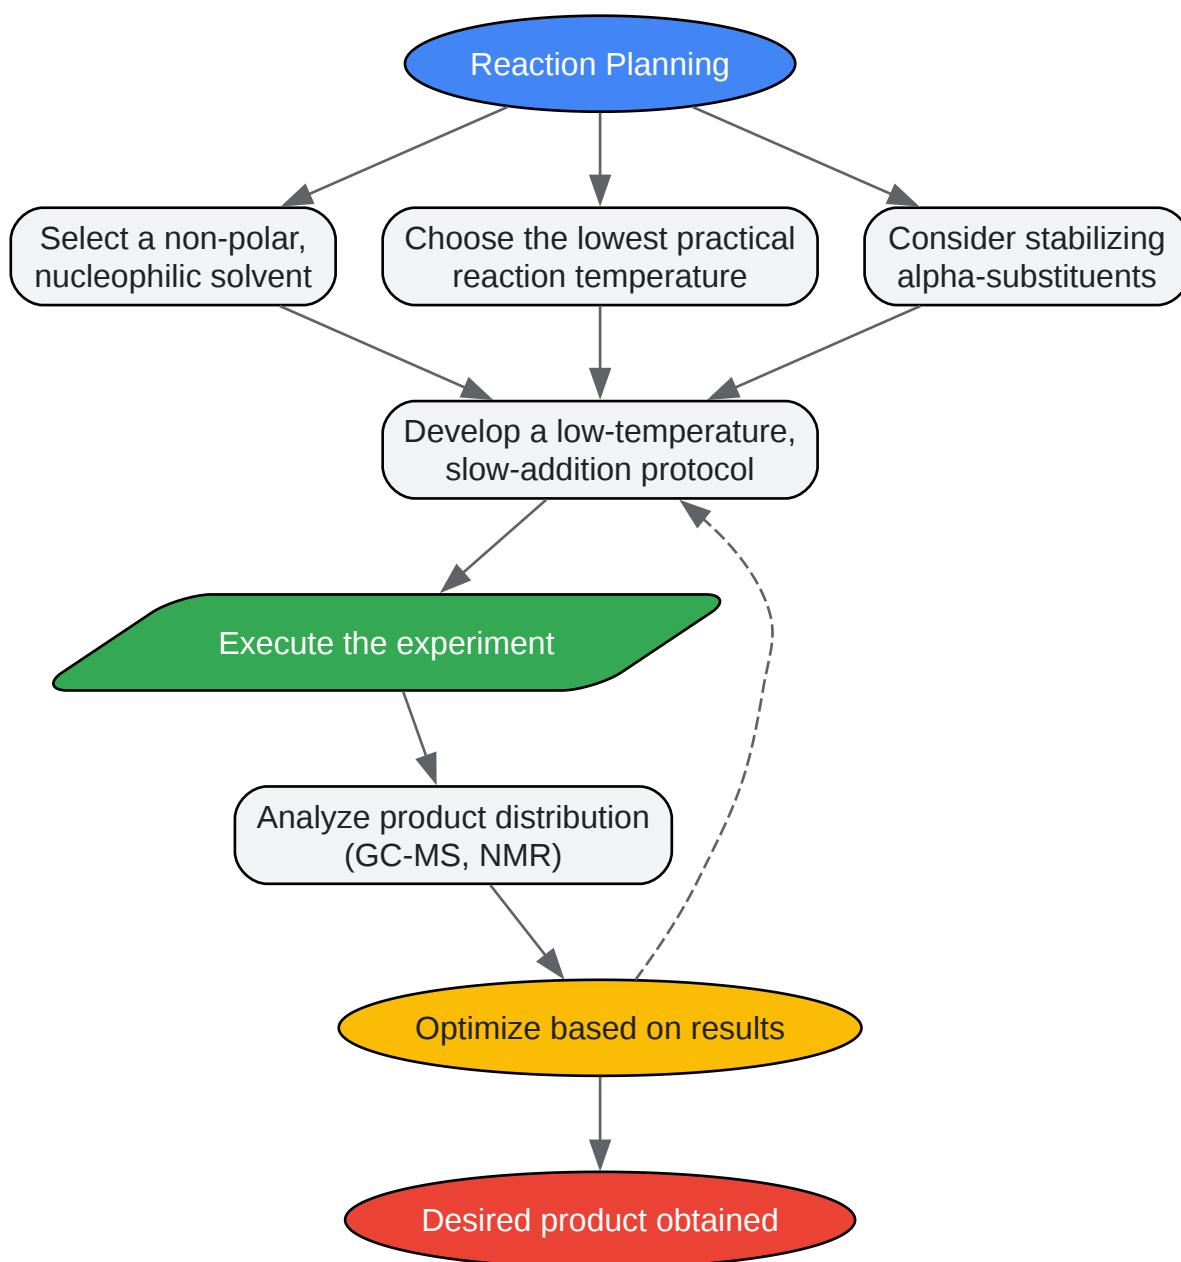 Reaction Planning
Select a non-polar,
nucleophilic solvent
Choose the lowest practical
reaction temperature
Consider stabilizing
alpha-substituents
Develop a low-temperature,
slow-addition protocol
Execute the experiment
Analyze product distribution
(GC-MS, NMR)
Optimize based on results
Desired product obtained